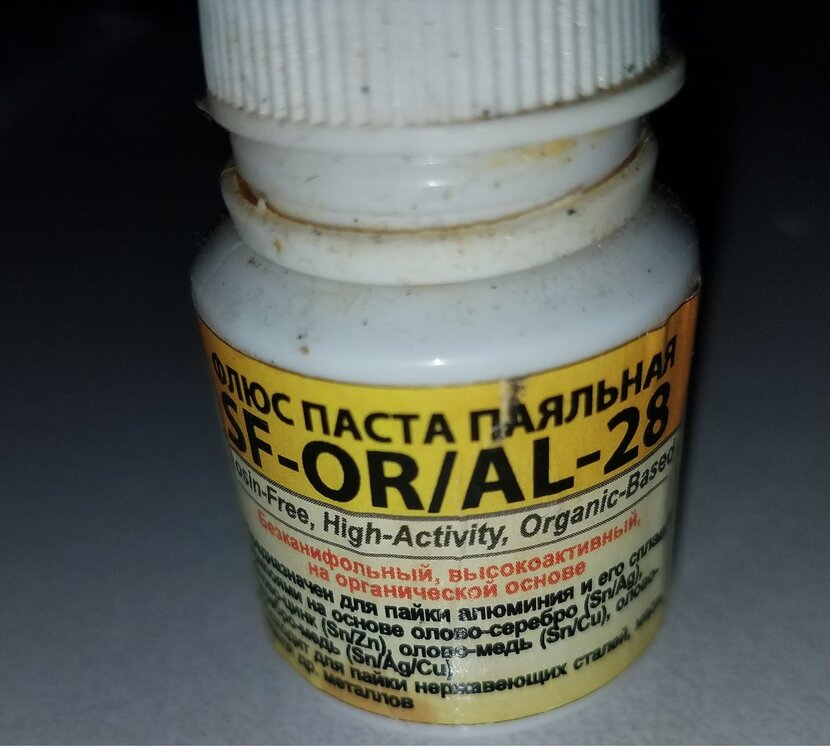 ФЛЮС ПАСТА ПАЯЛЬНАЯ
SF-OR/AL-28
osin-Free, High-Activity, Organic-Based
Безканифольный, высокоактивный,
на органической основе
для пайки алюминия и его
на основе олово-серебро (Sn/Ag),
(Sn/Zn), олово-медь (Sn/Cu), олово-
(Sn/Ag/Cu)
для пайки нержавеющих сталей,
др. металлов